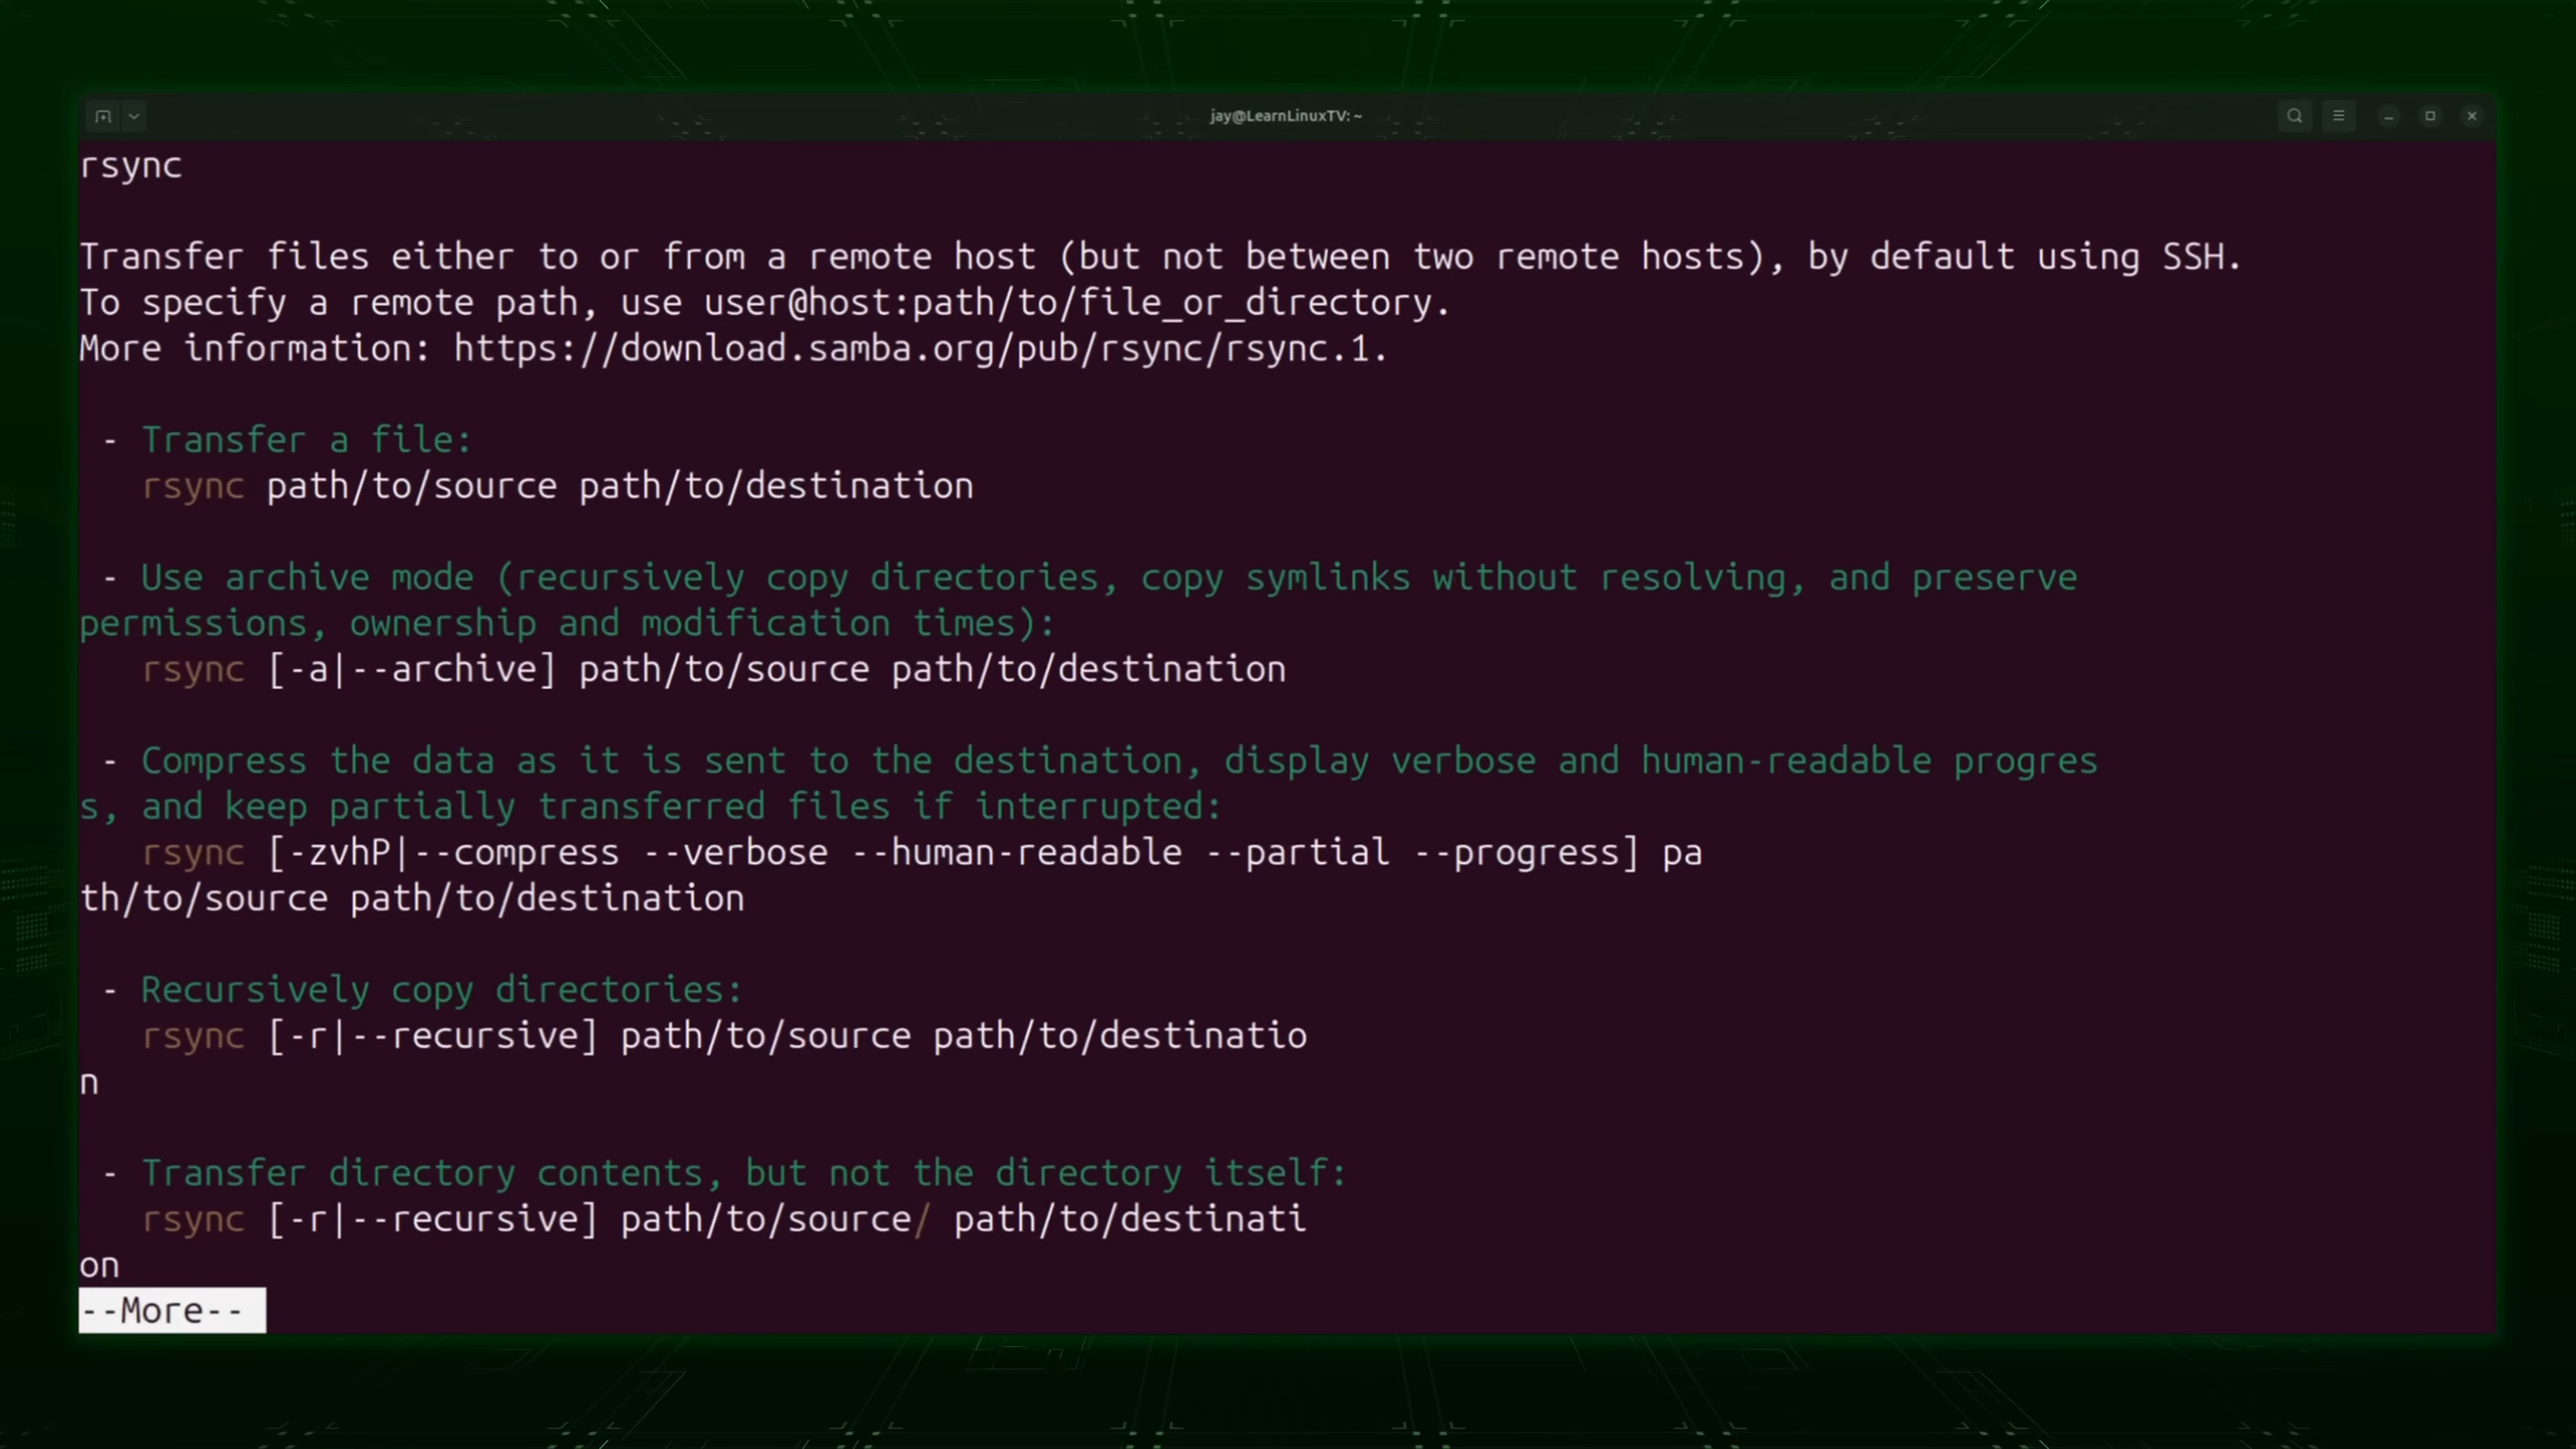 jay@LearnLinuxTV: ~
rsync
Transfer files either to or from a remote host (but not between two remote hosts), by default using SSH.
To specify a remote path, use user@host:path/to/file_or_directory.
More information: https://download.samba.org/pub/rsync/rsync.1.
- Transfer a file:
rsync path/to/source path/to/destination
- Use archive mode (recursively copy directories, copy symlinks without resolving, and preserve
permissions, ownership and modification times):
rsync [-a|--archive] path/to/source path/to/destination
- Compress the data as it is sent to the destination, display verbose and human-readable progres
s, and keep partially transferred files if interrupted:
rsync [-zvhP|--compress --verbose --human-readable --partial --progress] pa
th/to/source path/to/destination
- Recursively copy directories:
rsync [-r|--recursive] path/to/source path/to/destinatio
n
- Transfer directory contents, but not the directory itself:
rsync [-r|--recursive] path/to/source/ path/to/destinati
on
--More--